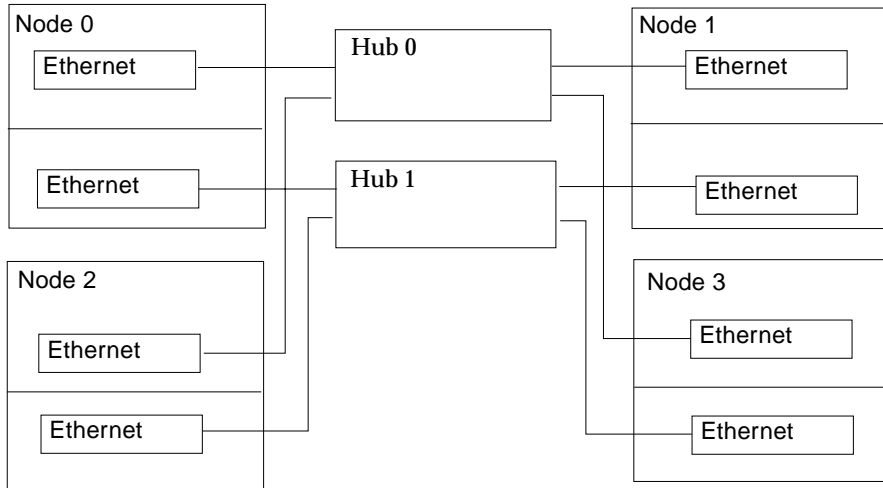 Node 0
Ethernet
Ethernet
Hub 0
Hub 1
Node 1
Ethernet
Ethernet
Node 2
Ethernet
Ethernet
Node 3
Ethernet
Ethernet